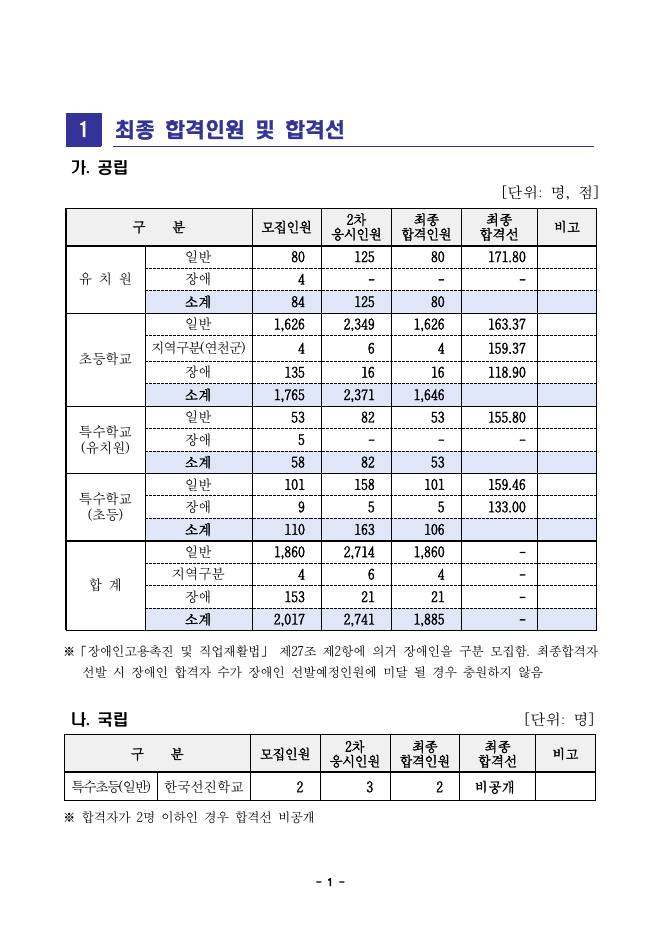 1 최종 합격인원 및 합격선
가. 공립
[단위: 명, 점]
구 분 모집인원 2차 응시인원 최종 합격인원 최종 합격선 비고
유 치 원 일반 80 125 80 171.80
장애 4 - - -
소계 84 125 80
초등학교 일반 1,626 2,349 1,626 163.37
지역구분(연천군) 4 6 4 159.37
장애 135 16 16 118.90
소계 1,765 2,371 1,646
특수학교 (유치원) 일반 53 82 53 155.80
장애 5 - - -
소계 58 82 53
특수학교 (초등) 일반 101 158 101 159.46
장애 9 5 5 133.00
소계 110 163 106
합 계 일반 1,860 2,714 1,860 -
지역구분 4 6 4 -
장애 153 21 21 -
소계 2,017 2,741 1,885 -
※「장애인고용촉진 및 직업재활법」 제27조 제2항에 의거 장애인을 구분 모집함. 최종합격자
선발 시 장애인 합격자 수가 장애인 선발예정인원에 미달 될 경우 충원하지 않음
나. 국립
[단위: 명]
구 분 모집인원 2차 응시인원 최종 합격인원 최종 합격선 비고
특수초등(일반) 한국선진학교 2 3 2 비공개
※ 합격자가 2명 이하인 경우 합격선 비공개
- 1 -